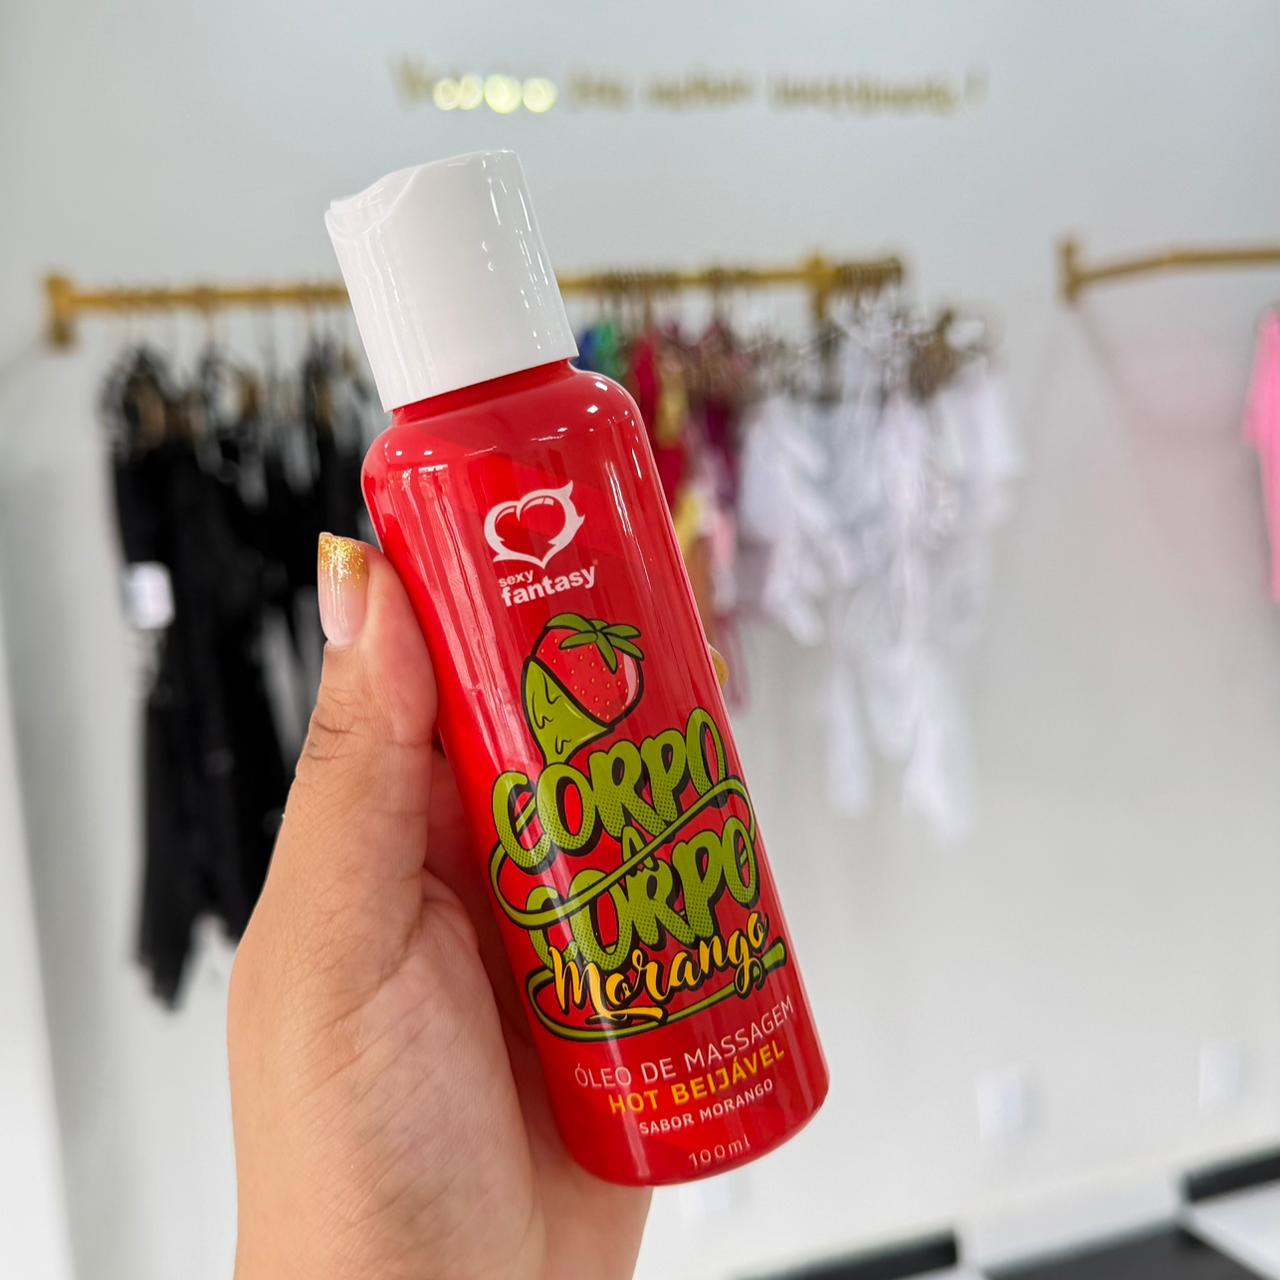 sexy
fantasy
CORPO
A
CORPO
Morango
ÓLEO DE MASSAGEM
HOT BEIJÁVEL
SABOR MORANGO
100ml